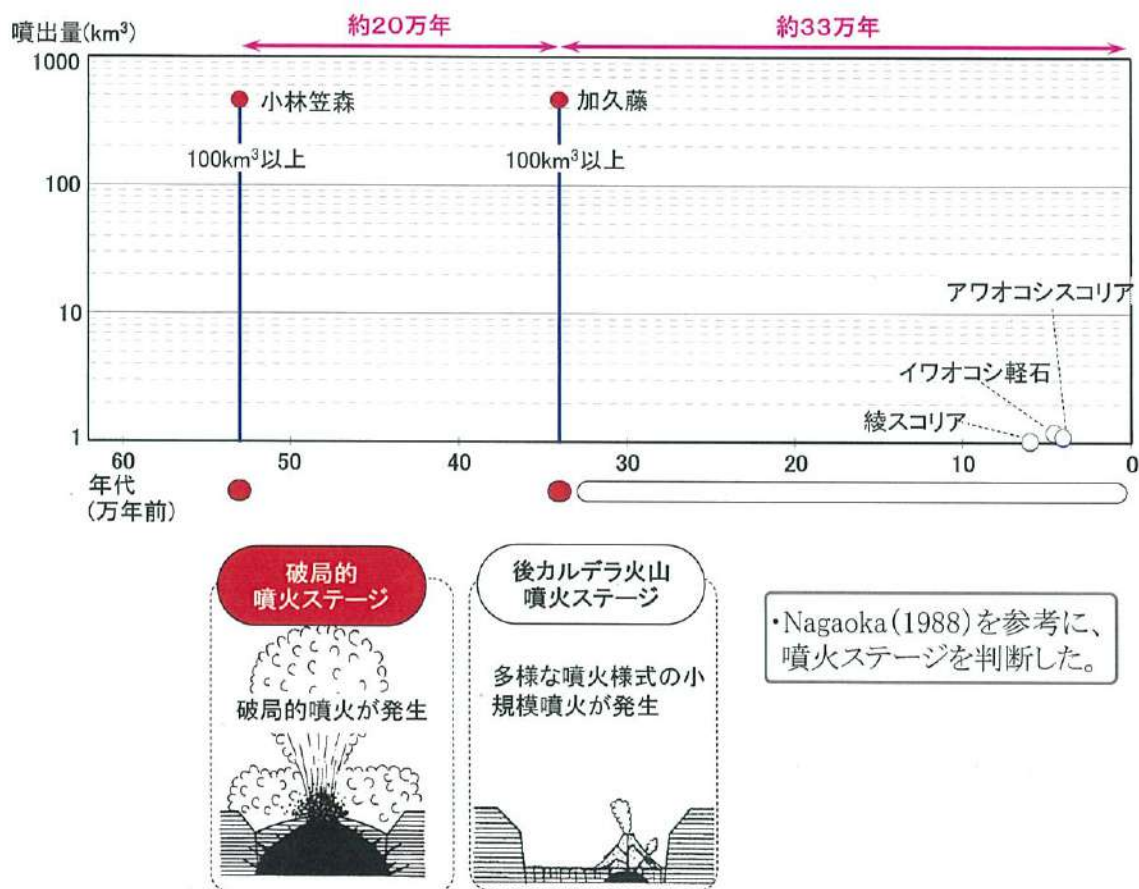 約20万年
約33万年
噴出量(km³)
1000
小林笠森
加久藤
100km³以上
100km³以上
100
アワオコシスコリア
10
イワオコシ軽石
綾スコリア
1
60
50
40
30
20
10
0
年代
(万年前)
破局的
噴火ステージ
後カルデラ火山
噴火ステージ
・Nagaoka(1988)を参考に、
噴火ステージを判断した。
多様な噴火様式の小
規模噴火が発生
破局的噴火が発生